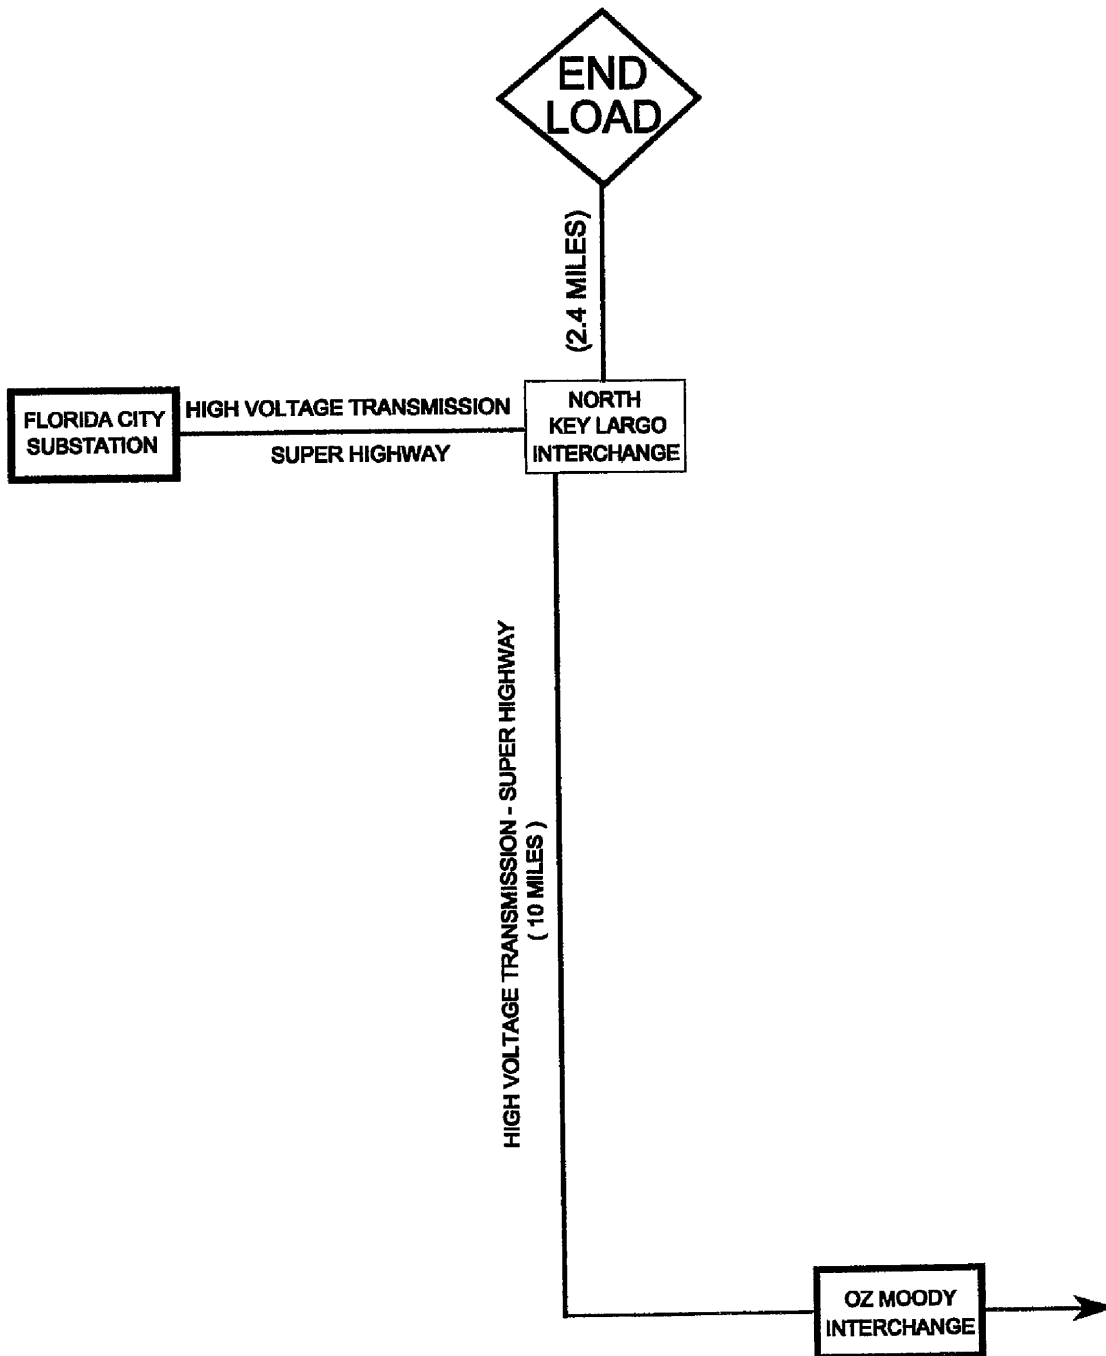 END
LOAD
(2.4 MILES)
FLORIDA CITY
SUBSTATION
HIGH VOLTAGE TRANSMISSION
SUPER HIGHWAY
NORTH
KEY LARGO
INTERCHANGE
HIGH VOLTAGE TRANSMISSION - SUPER HIGHWAY
( 10 MILES )
OZ MOODY
INTERCHANGE